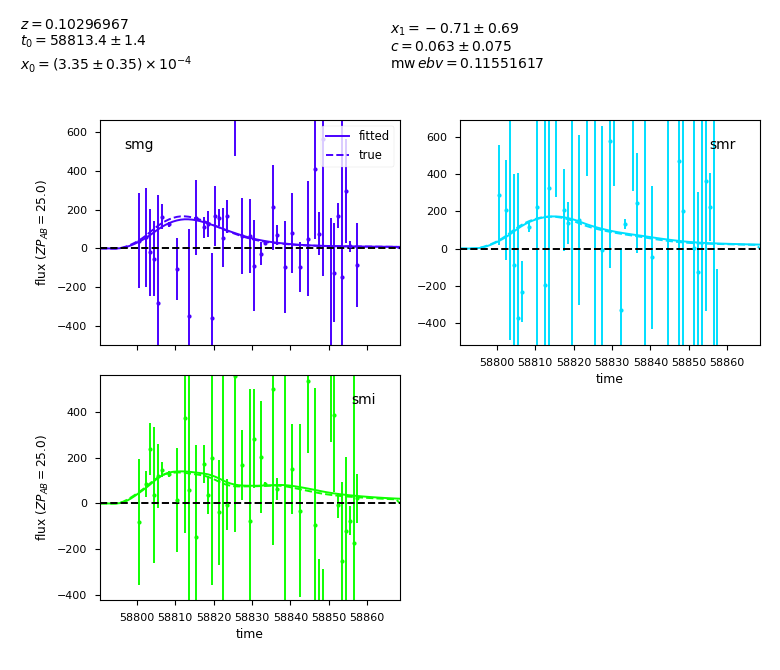 z = 0.10296967
t₀ = 58813.4 ± 1.4
x₀ = (3.35 ± 0.35) × 10⁻⁴
x₁ = −0.71 ± 0.69
c = 0.063 ± 0.075
mw ebv = 0.11551617
smg
fitted
true
600
400
200
0
−200
−400
flux (ZP_AB = 25.0)
smr
600
400
200
0
−200
−400
58800 58810 58820 58830 58840 58850 58860
time
smi
400
200
0
−200
−400
flux (ZP_AB = 25.0)
58800 58810 58820 58830 58840 58850 58860
time